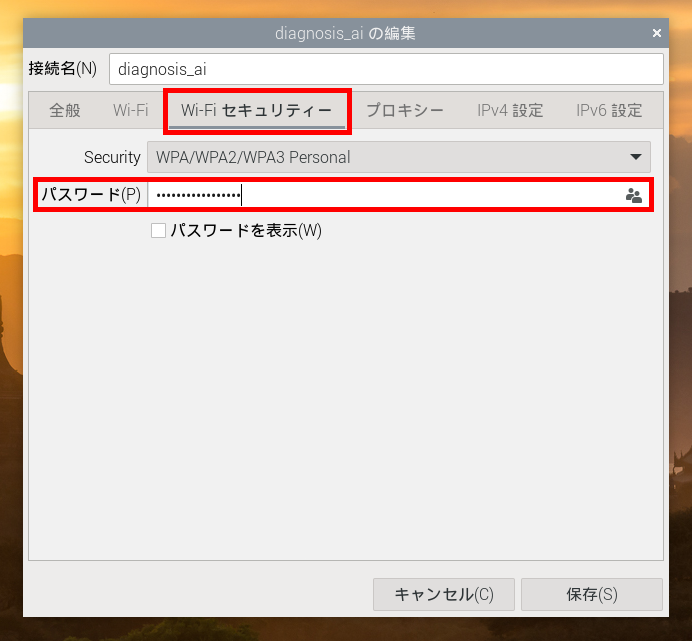 diagnosis_ai の編集
接続名(N) diagnosis_ai
全般 Wi-Fi Wi-Fi セキュリティー プロキシー IPv4 設定 IPv6 設定
Security WPA/WPA2/WPA3 Personal
パスワード(P) •••••••••••••••••
パスワードを表示(W)
キャンセル(C) 保存(S)